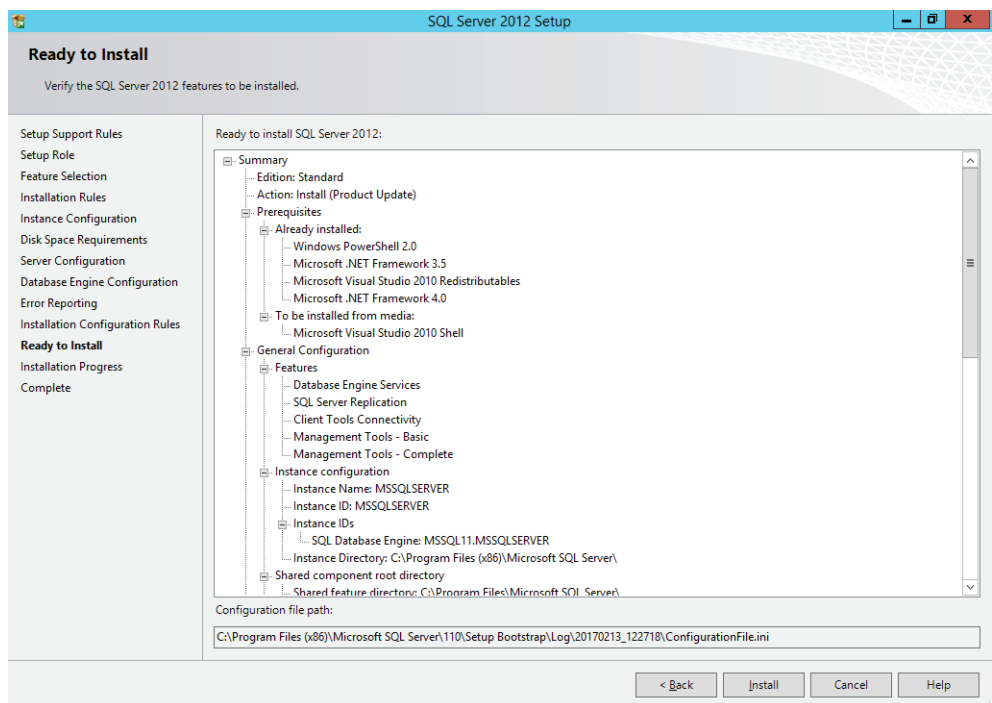 SQL Server 2012 Setup
Ready to Install
Verify the SQL Server 2012 features to be installed.
Setup Support Rules
Setup Role
Feature Selection
Installation Rules
Instance Configuration
Disk Space Requirements
Server Configuration
Database Engine Configuration
Error Reporting
Installation Configuration Rules
Ready to Install
Installation Progress
Complete
Ready to install SQL Server 2012:
Summary
Edition: Standard
Action: Install (Product Update)
Prerequisites
Already installed:
Windows PowerShell 2.0
Microsoft .NET Framework 3.5
Microsoft Visual Studio 2010 Redistributables
Microsoft .NET Framework 4.0
To be installed from media:
Microsoft Visual Studio 2010 Shell
General Configuration
Features
Database Engine Services
SQL Server Replication
Client Tools Connectivity
Management Tools - Basic
Management Tools - Complete
Instance configuration
Instance Name: MSSQLSERVER
Instance ID: MSSQLSERVER
Instance IDs
SQL Database Engine: MSSQL11.MSSQLSERVER
Instance Directory: C:\Program Files (x86)\Microsoft SQL Server\
Shared component root directory
Shared feature directory: C:\Program Files\Microsoft SQL Server\
Configuration file path:
C:\Program Files (x86)\Microsoft SQL Server\110\Setup Bootstrap\Log\20170213_122718\ConfigurationFile.ini
< Back
Install
Cancel
Help